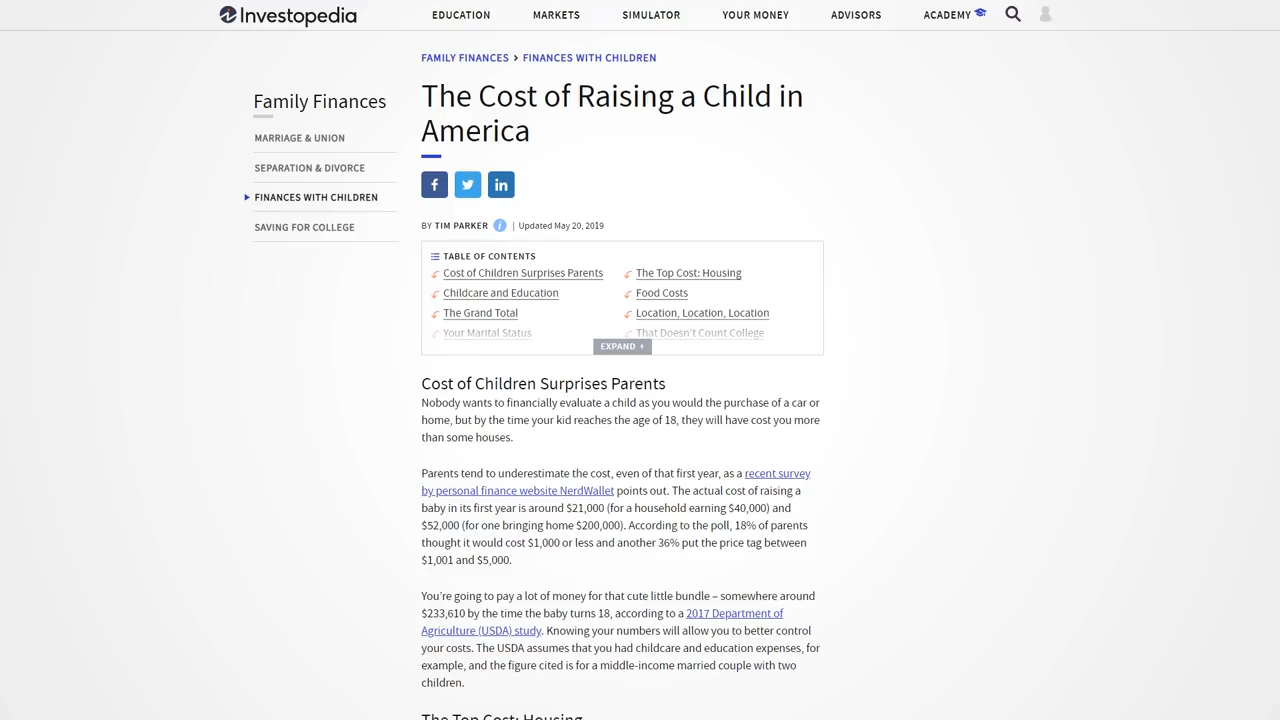 Investopedia
EDUCATION MARKETS SIMULATOR YOUR MONEY ADVISORS ACADEMY
FAMILY FINANCES > FINANCES WITH CHILDREN
Family Finances
MARRIAGE & UNION
SEPARATION & DIVORCE
FINANCES WITH CHILDREN
SAVING FOR COLLEGE
The Cost of Raising a Child in
America
BY TIM PARKER | Updated May 20, 2019
TABLE OF CONTENTS
Cost of Children Surprises Parents The Top Cost: Housing
Childcare and Education Food Costs
The Grand Total Location, Location, Location
Your Marital Status That Doesn't Count College
EXPAND +
Cost of Children Surprises Parents
Nobody wants to financially evaluate a child as you would the purchase of a car or
home, but by the time your kid reaches the age of 18, they will have cost you more
than some houses.
Parents tend to underestimate the cost, even of that first year, as a recent survey
by personal finance website NerdWallet points out. The actual cost of raising a
baby in its first year is around $21,000 (for a household earning $40,000) and
$52,000 (for one bringing home $200,000). According to the poll, 18% of parents
thought it would cost $1,000 or less and another 36% put the price tag between
$1,001 and $5,000.
You're going to pay a lot of money for that cute little bundle – somewhere around
$233,610 by the time the baby turns 18, according to a 2017 Department of
Agriculture (USDA) study. Knowing your numbers will allow you to better control
your costs. The USDA assumes that you had childcare and education expenses, for
example, and the figure cited is for a middle-income married couple with two
children.
The Top Cost: Housing